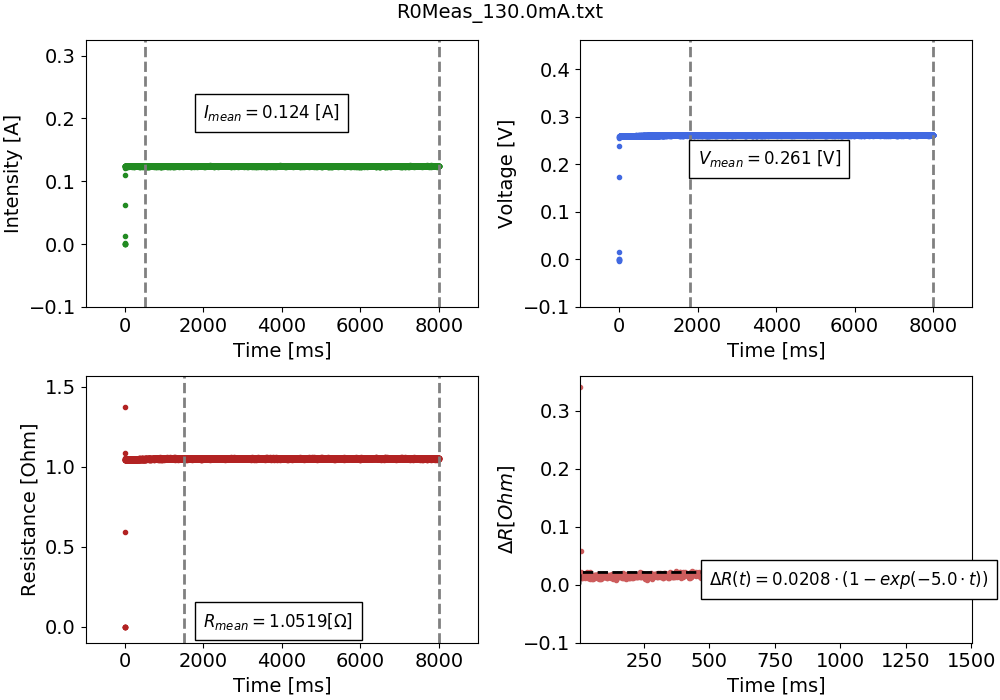 R0Meas_130.0mA.txt
Intensity [A]
0.3
0.2
0.1
0.0
−0.1
I_mean = 0.124 [A]
0 2000 4000 6000 8000
Time [ms]
Voltage [V]
0.4
0.3
0.2
0.1
0.0
−0.1
V_mean = 0.261 [V]
0 2000 4000 6000 8000
Time [ms]
Resistance [Ohm]
1.5
1.0
0.5
0.0
R_mean = 1.0519[Ω]
0 2000 4000 6000 8000
Time [ms]
ΔR[Ohm]
0.3
0.2
0.1
0.0
−0.1
ΔR(t) = 0.0208 · (1 − exp(−5.0 · t))
250 500 750 1000 1250 1500
Time [ms]